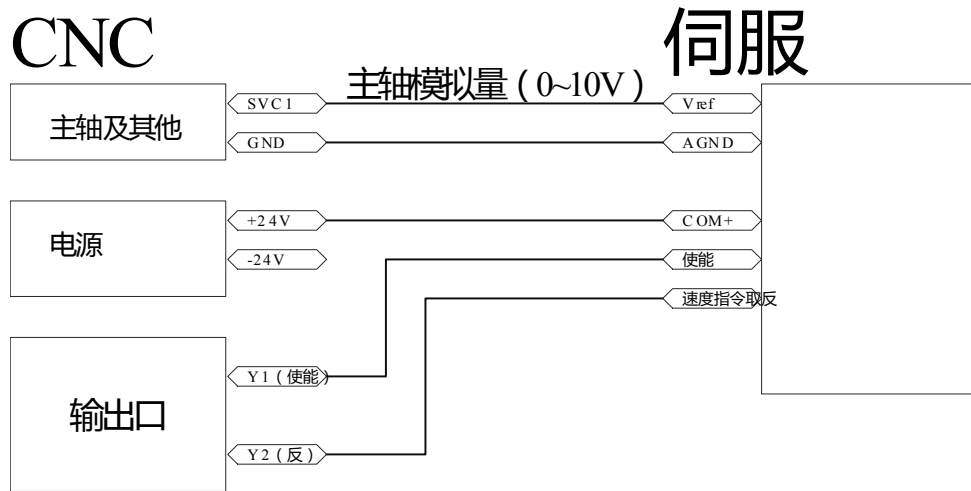 CNC
伺服
主轴模拟量（0~10V）
主轴及其他
SVC1
Vref
GND
AGND
电源
+24V
COM+
-24V
使能
速度指令取反
输出口
Y1（使能）
Y2（反）